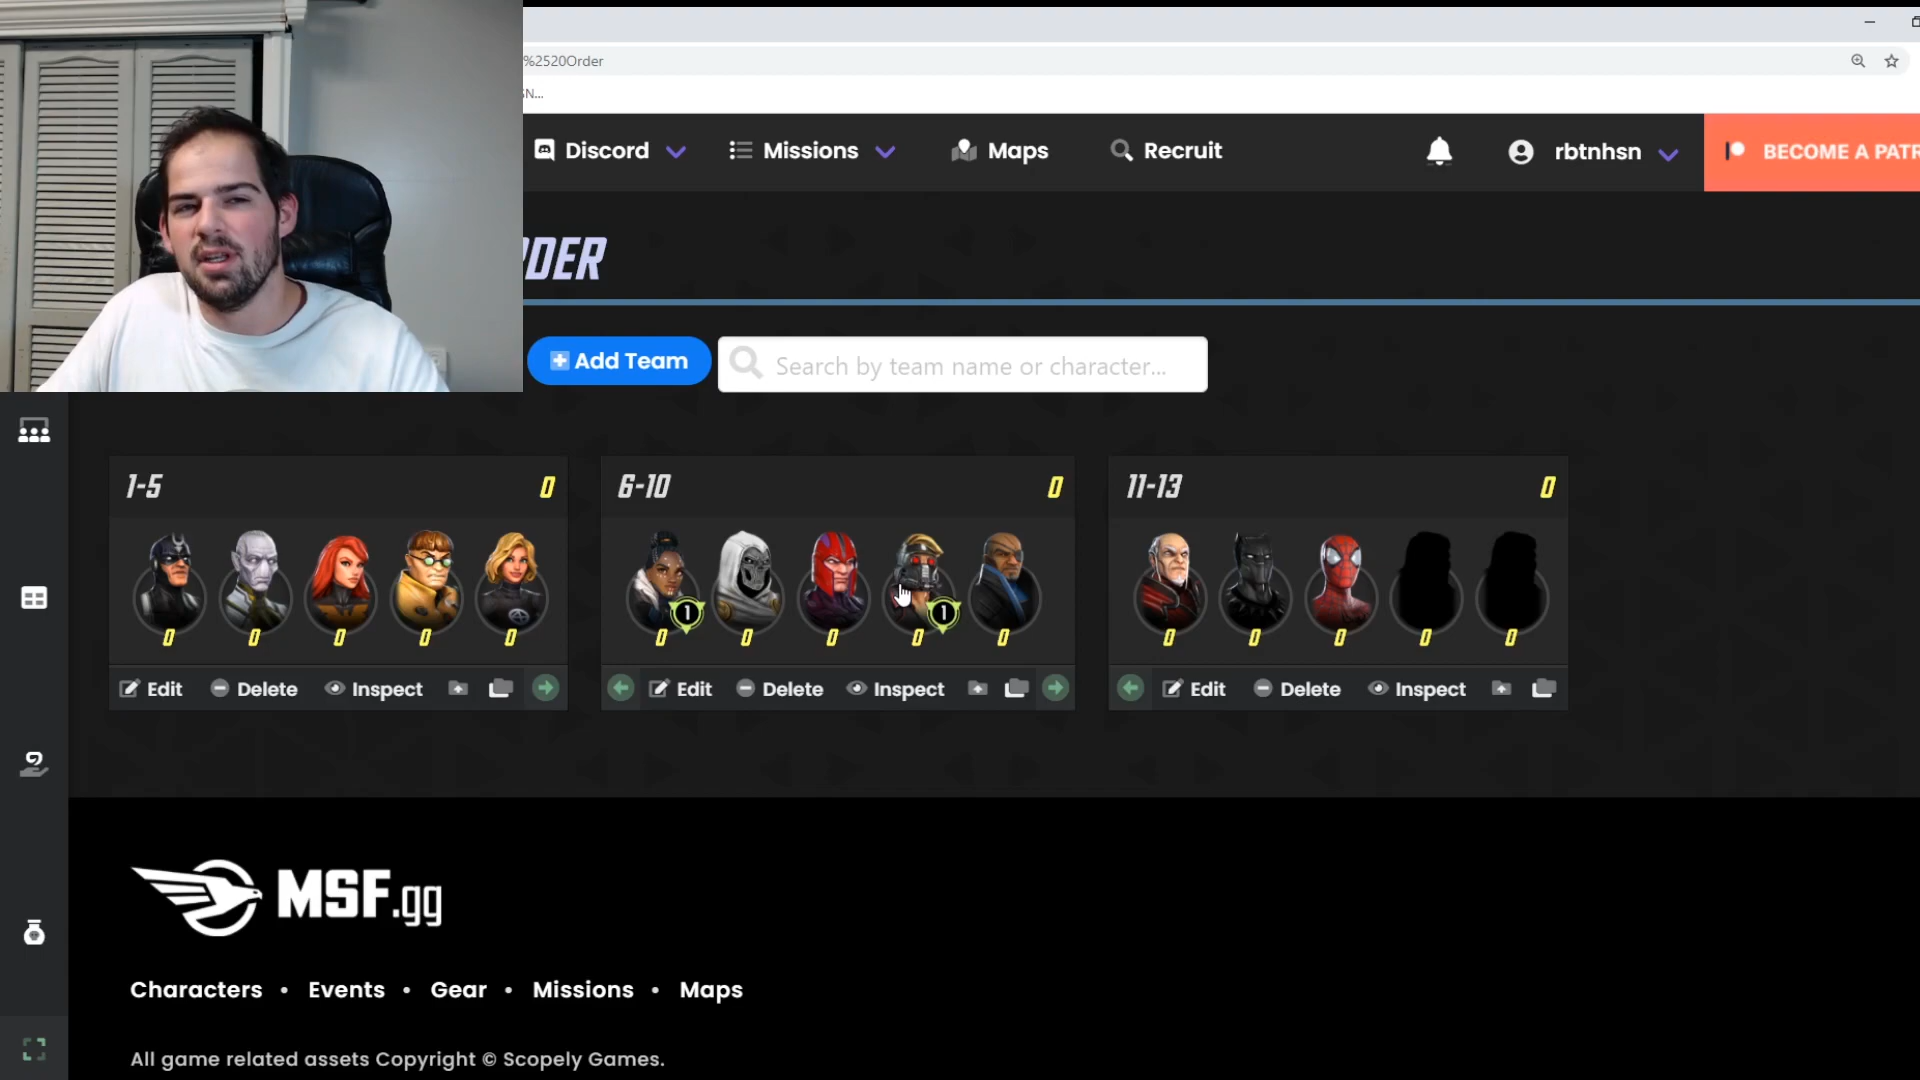 %2520Order
SN...
Discord
Missions
Maps
Recruit
rbtnhsn
BECOME A PATR
RDER
Add Team
Search by team name or character...
1-5 0
0 0 0 0 0
Edit Delete Inspect
6-10 0
1 1
0 0 0 0 0
Edit Delete Inspect
11-13 0
0 0 0 0 0
Edit Delete Inspect
MSF.gg
Characters • Events • Gear • Missions • Maps
All game related assets Copyright © Scopely Games.